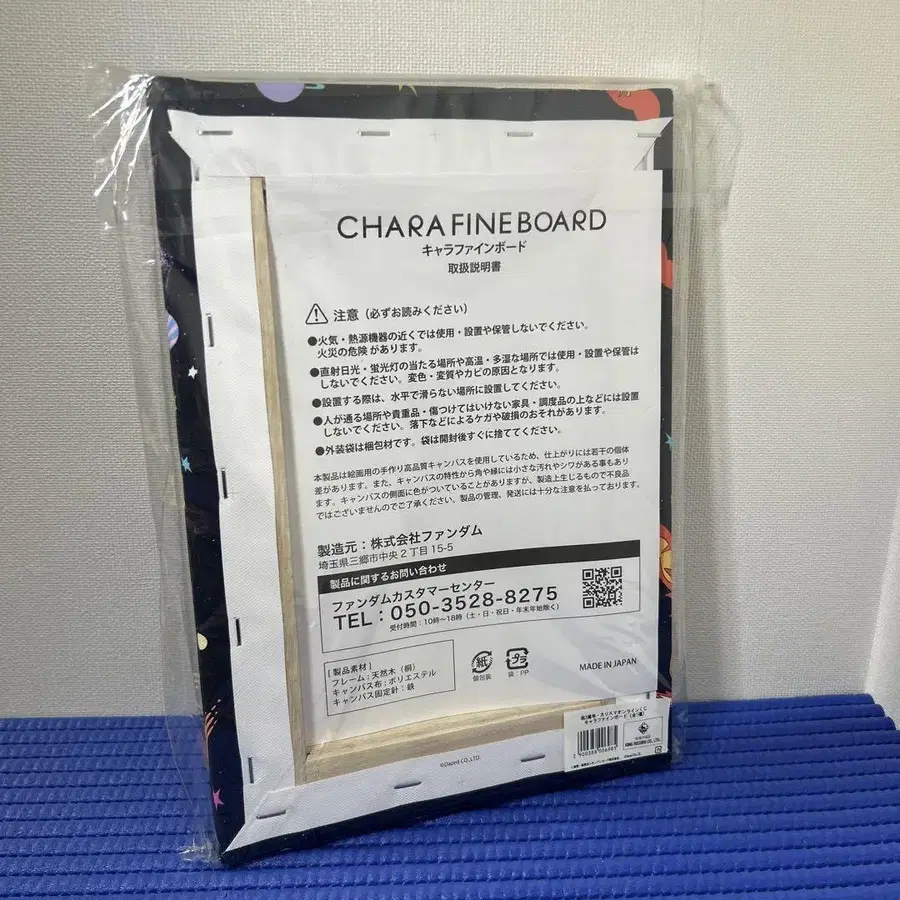 CHARA FINE BOARD
キャラファインボード
取扱説明書
注意（必ずお読みください）
●火気・熱源機器の近くでは使用・設置や保管しないでください。
火災の危険 があります。
●直射日光・蛍光灯の当たる場所や高温・多湿な場所では使用・設置や保管は
しないでください。変色・変質やカビの原因となります。
●設置する際は、水平で滑らない場所に設置してください。
●人が通る場所や貴重品・傷つけてはいけない家具・調度品の上などには設置
しないでください。落下などによるケガや破損のおそれがあります。
●外装袋は梱包材です。袋は開封後すぐに捨ててください。
本製品は絵画用の手作り高品質キャンバスを使用しているため、仕上がりには若干の個体
差があります。また、キャンバスの特性から角や縁には小さな汚れやシワがある事もあり
ます。キャンバスの側面に色がついていることがありますが、製造上生じるもので不良品
ではございませんのでご了承ください。製品の管理、発送には十分な注意を払っております。
製造元：株式会社ファンダム
埼玉県三郷市中央２丁目 15-5
製品に関するお問い合わせ
ファンダムカスタマーセンター
TEL：050-3528-8275
受付時間：10時〜18時（土・日・祝日・年末年始除く）
[ 製品素材 ]
フレーム：天然木（桐）
キャンバス布：ポリエステル
キャンバス固定針：鉄
紙
個包装
プラ
袋：PP
MADE IN JAPAN
©Dazed CO.,LTD.
キャラファインボード（全7種）
KING RECORD CO., LTD.